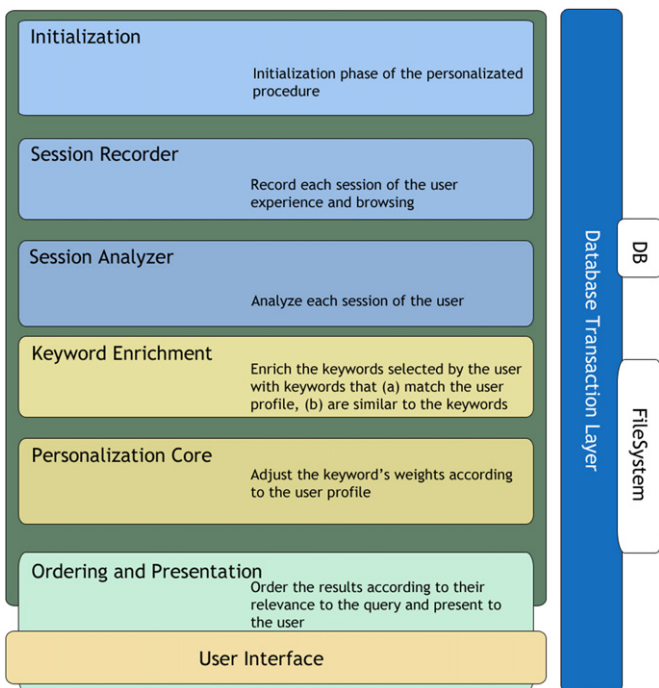 Initialization
Initialization phase of the personalizated
procedure
Session Recorder
Record each session of the user
experience and browsing
Session Analyzer
Analyze each session of the user
Keyword Enrichment
Enrich the keywords selected by the user
with keywords that (a) match the user
profile, (b) are similar to the keywords
Personalization Core
Adjust the keyword's weights according
to the user profile
Ordering and Presentation
Order the results according to their
relevance to the query and present to
the user
User Interface
Database Transaction Layer
DB
FileSystem